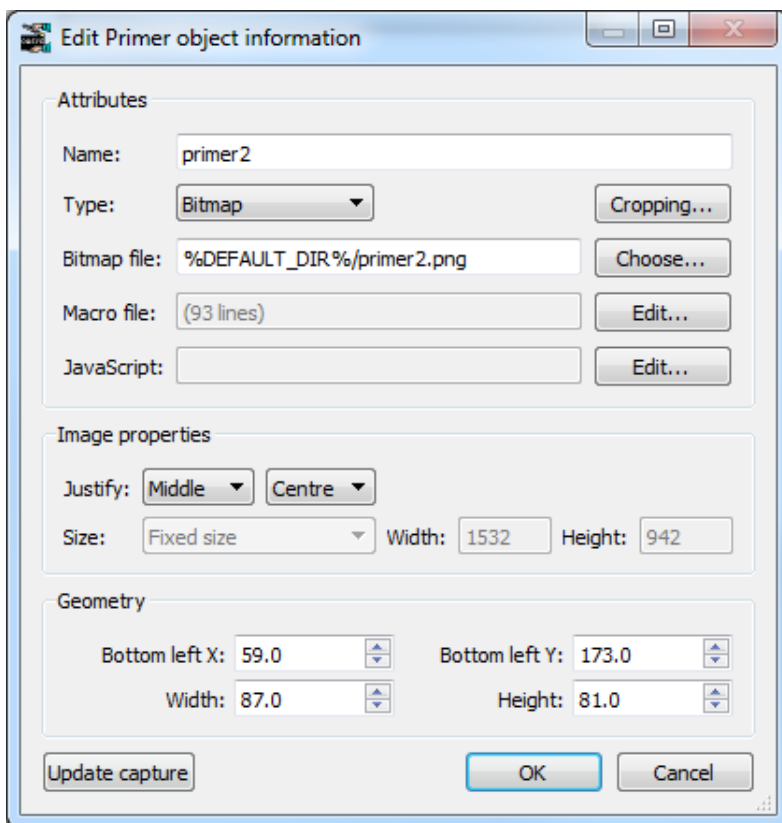 Edit Primer object information
Attributes
Name: primer2
Type: Bitmap Cropping...
Bitmap file: %DEFAULT_DIR%/primer2.png Choose...
Macro file: (93 lines) Edit...
JavaScript: Edit...
Image properties
Justify: Middle Centre
Size: Fixed size Width: 1532 Height: 942
Geometry
Bottom left X: 59.0 Bottom left Y: 173.0
Width: 87.0 Height: 81.0
Update capture OK Cancel